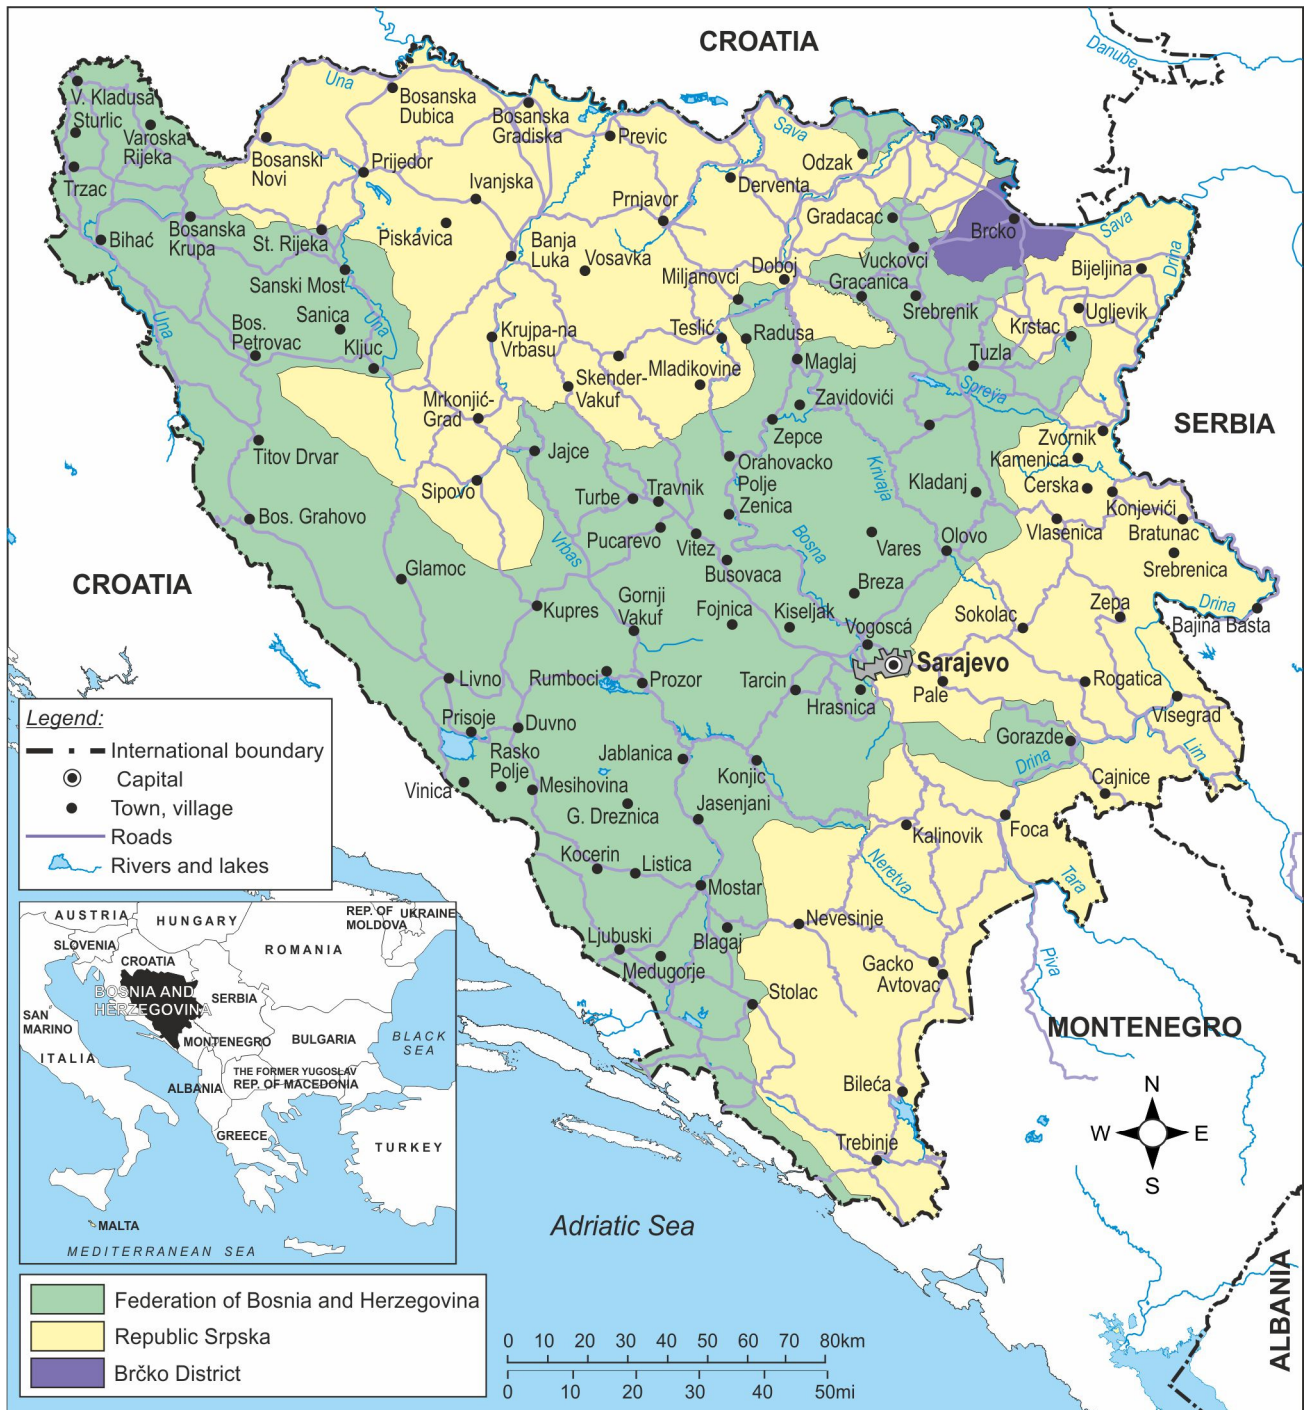 CROATIA
Danube
Una
V. Kladusa
Sturlic
Varoska
Rijeka
Trzac
Bosanska
Dubica
Bosanska
Gradiska
Previc
Sava
Odzak
Bosanski
Novi
Prijedor
Ivanjska
Derventa
Prnjavor
Gradacac
Brcko
Sava
Drina
Bihać
Bosanska
Krupa
St. Rijeka
Piskavica
Banja
Luka
Vosavka
Miljanovci
Doboj
Vuckovci
Gracanica
Bijeljina
Sanski Most
Sanica
Una
Una
Bos.
Petrovac
Kljuc
Krujpa-na
Vrbasu
Teslić
Radusa
Srebrenik
Ugljevik
Krstac
Skender-
Vakuf
Mladikovine
Maglaj
Tuzla
Spreya
Mrkonjić-
Grad
Zavidovići
SERBIA
Titov Drvar
Jajce
Zepce
Orahovacko
Polje
Krivaja
Zvornik
Kamenica
Cerska
Konjevići
Sipovo
Turbe
Travnik
Zenica
Kladanj
Bos. Grahovo
Pucarevo
Vitez
Bosna
Vares
Olovo
Vlasenica
Bratunac
Srebrenica
Vrbas
Busovaca
Glamoc
CROATIA
Breza
Kupres
Gornji
Vakuf
Fojnica
Kiseljak
Sokolac
Zepa
Drina
Bajina Basta
Vogoscá
Sarajevo
Livno
Rumboci
Prozor
Tarcin
Hrasnica
Pale
Rogatica
Visegrad
Prisoje
Duvno
Gorazde
Lim
Rasko
Polje
Jablanica
Konjic
Drina
Cajnice
Vinica
Mesihovina
G. Dreznica
Jasenjani
Kalinovik
Foca
Kocerin
Listica
Neretva
Tara
Mostar
Nevesinje
Ljubuski
Blagaj
Medugorje
Gacko
Avtovac
Piva
Stolac
MONTENEGRO
Bileća
Trebinje
Adriatic Sea
ALBANIA
N
W
E
S
Legend:
International boundary
Capital
Town, village
Roads
Rivers and lakes
AUSTRIA
HUNGARY
REP. OF
MOLDOVA
UKRAINE
SLOVENIA
ROMANIA
CROATIA
BOSNIA AND
HERZEGOVINA
SERBIA
SAN
MARINO
ITALIA
MONTENEGRO
BULGARIA
BLACK
SEA
THE FORMER YUGOSLAV
REP. OF MACEDONIA
ALBANIA
GREECE
TURKEY
MALTA
MEDITERRANEAN SEA
Federation of Bosnia and Herzegovina
Republic Srpska
Brčko District
0 10 20 30 40 50 60 70 80km
0 10 20 30 40 50mi